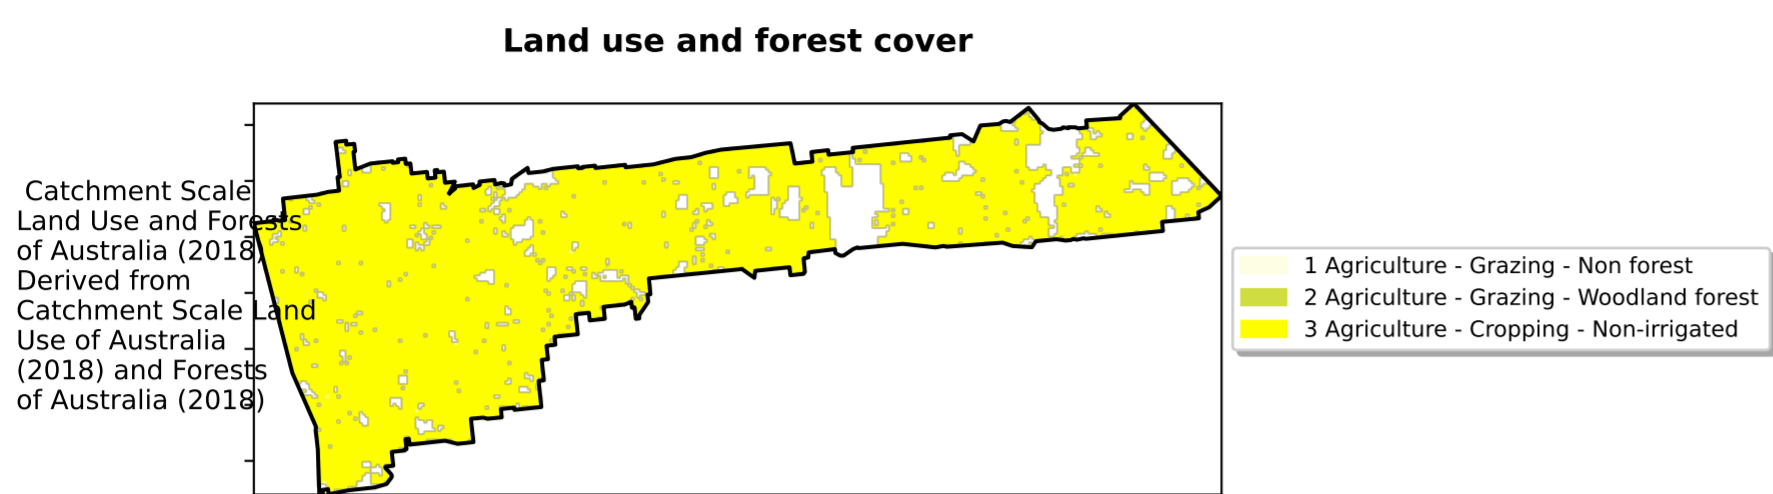 Land use and forest cover
Catchment Scale
Land Use and Forests
of Australia (2018)
Derived from
Catchment Scale Land
Use of Australia
(2018) and Forests
of Australia (2018)
1 Agriculture - Grazing - Non forest
2 Agriculture - Grazing - Woodland forest
3 Agriculture - Cropping - Non-irrigated